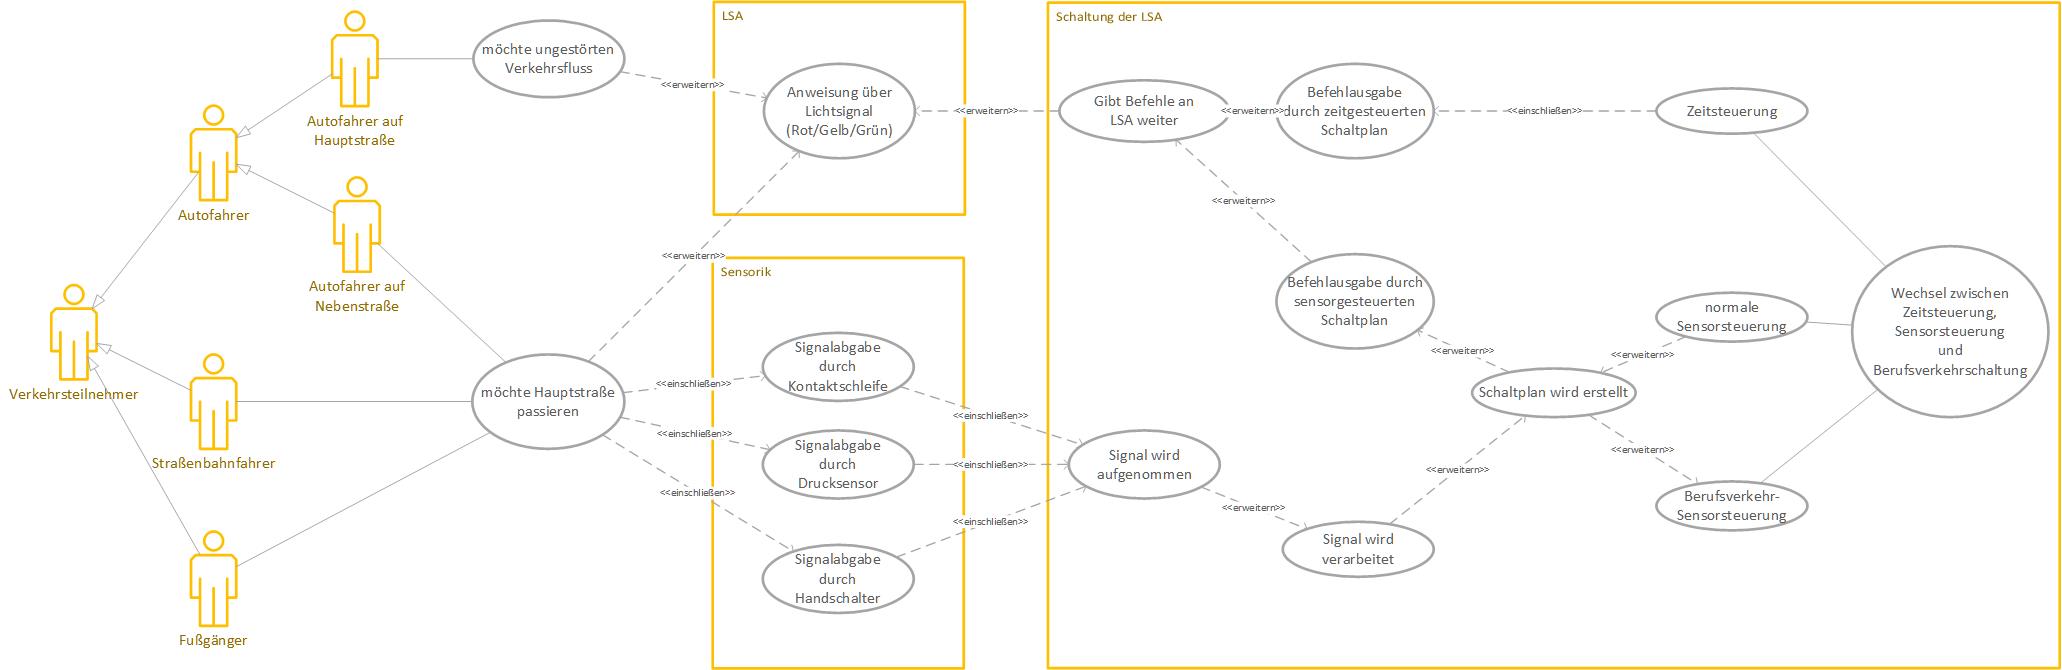 LSA
Schaltung der LSA
möchte ungestörten
Verkehrsfluss
<<erweitern>>
Anweisung über
Lichtsignal
(Rot/Gelb/Grün)
<<erweitern>>
Gibt Befehle an
LSA weiter
<<erweitern>>
Befehlausgabe
durch zeitgesteuerten
Schaltplan
<<einschließen>>
Zeitsteuerung
Autofahrer auf
Hauptstraße
Autofahrer
Autofahrer auf
Nebenstraße
<<erweitern>>
<<erweitern>>
Sensorik
Befehlausgabe durch
sensorgesteuerten
Schaltplan
normale
Sensorsteuerung
Wechsel zwischen
Zeitsteuerung,
Sensorsteuerung
und
Berufsverkehrschaltung
Verkehrsteilnehmer
<<erweitern>>
<<erweitern>>
Signalabgabe
durch
Kontaktschleife
<<einschließen>>
möchte Hauptstraße
passieren
Schaltplan wird erstellt
<<einschließen>>
<<einschließen>>
Signalabgabe
durch
Drucksensor
<<einschließen>>
Signal wird
aufgenommen
<<erweitern>>
<<erweitern>>
Straßenbahnfahrer
<<einschließen>>
<<erweitern>>
Berufsverkehr-
Sensorsteuerung
<<einschließen>>
Signal wird
verarbeitet
Signalabgabe
durch
Handschalter
Fußgänger